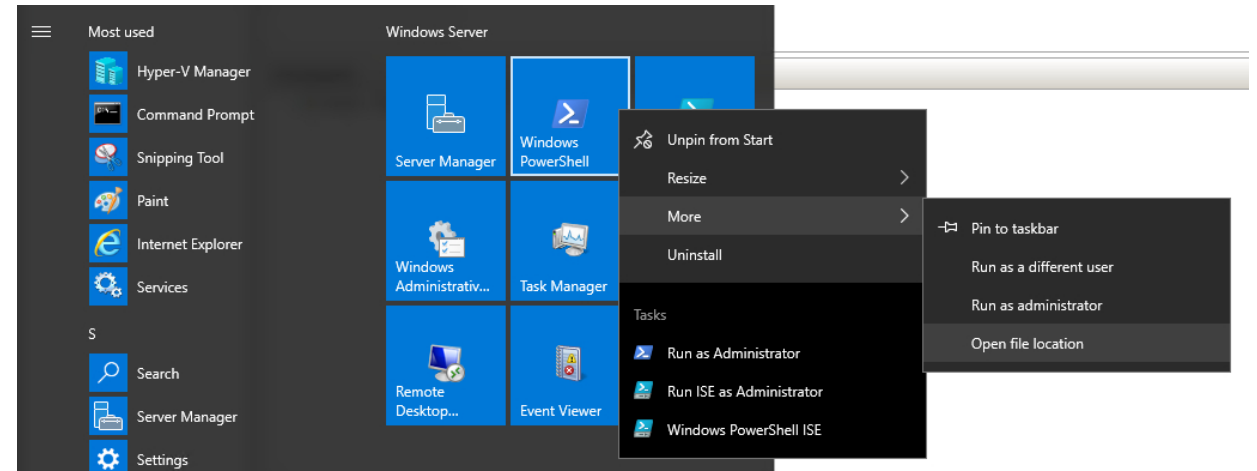 Most used
Hyper-V Manager
Command Prompt
Snipping Tool
Paint
Internet Explorer
Services
S
Search
Server Manager
Settings
Windows Server
Server Manager
Windows
PowerShell
Windows
Administrativ...
Task Manager
Remote
Desktop...
Event Viewer
Unpin from Start
Resize
More
Uninstall
Tasks
Run as Administrator
Run ISE as Administrator
Windows PowerShell ISE
Pin to taskbar
Run as a different user
Run as administrator
Open file location